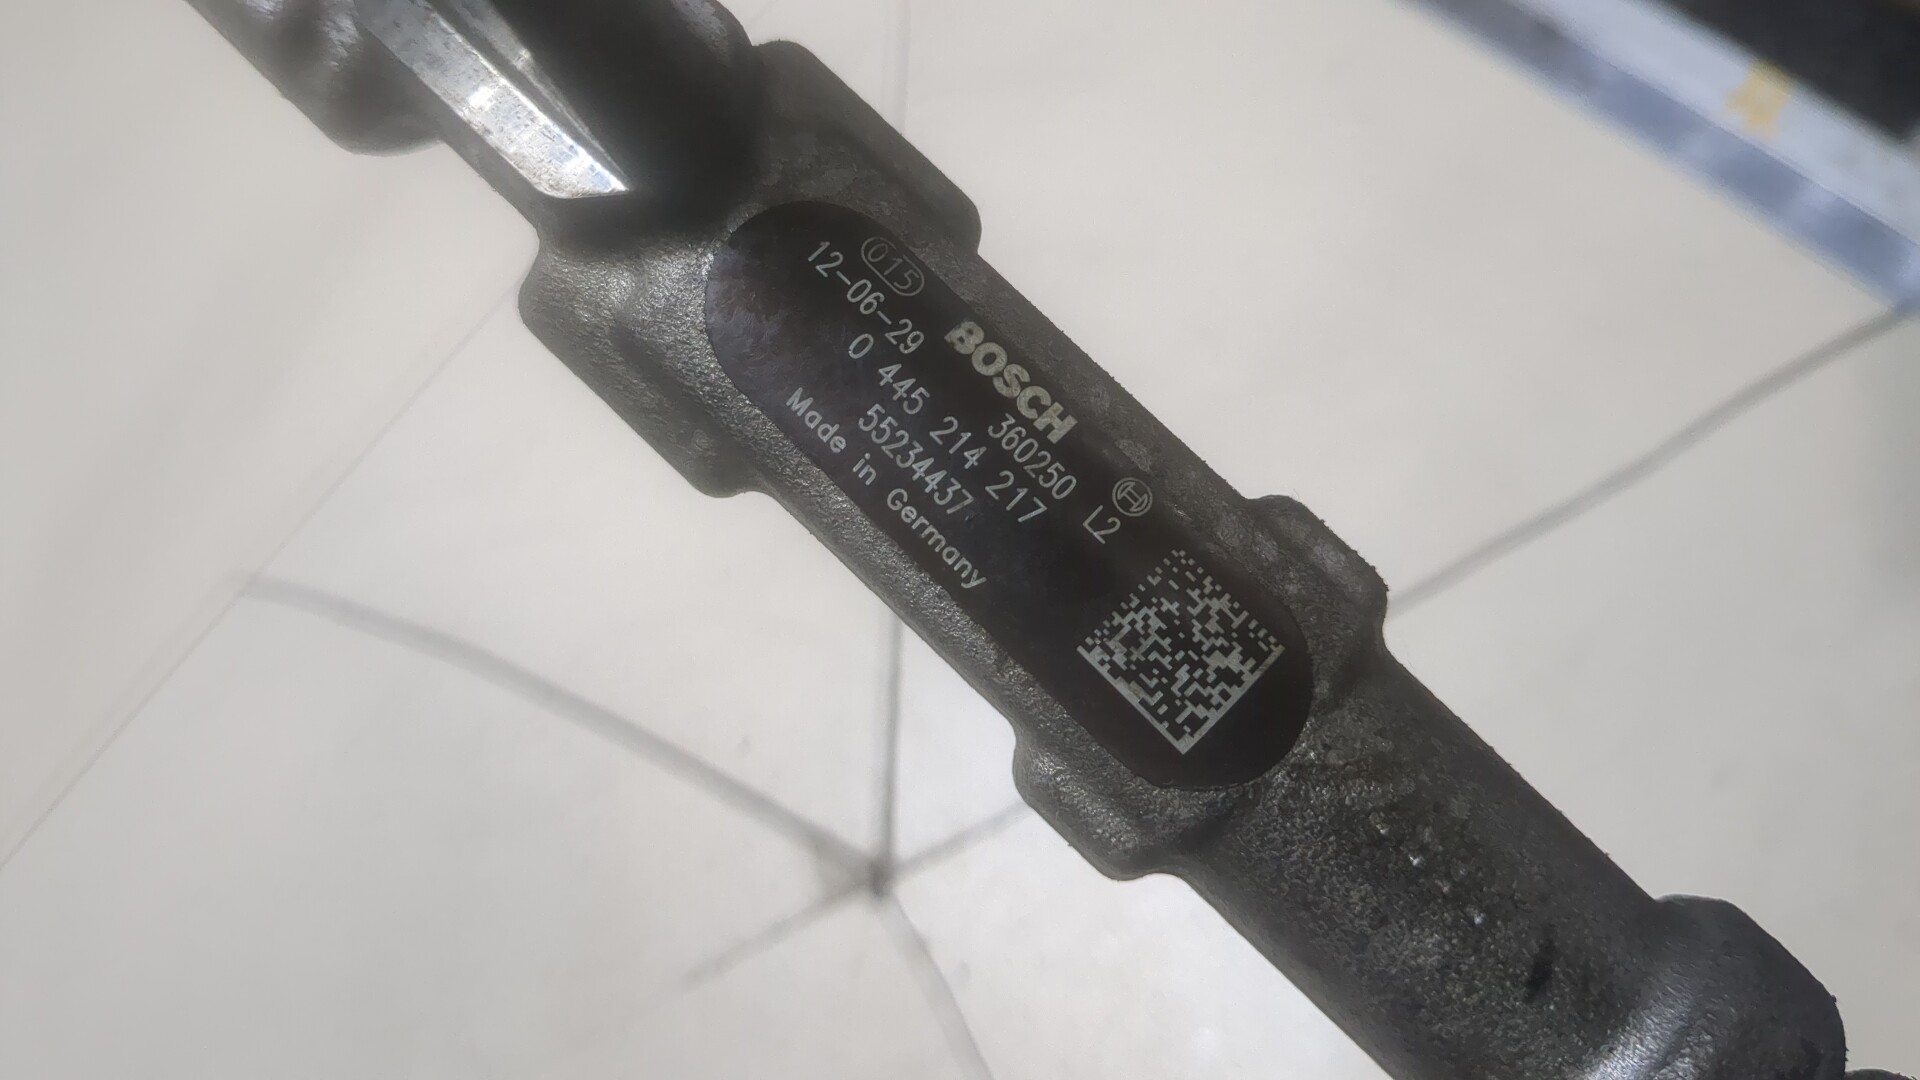 015 BOSCH
12-06-29 360250 L2
0 445 214 217
55234437
Made in Germany